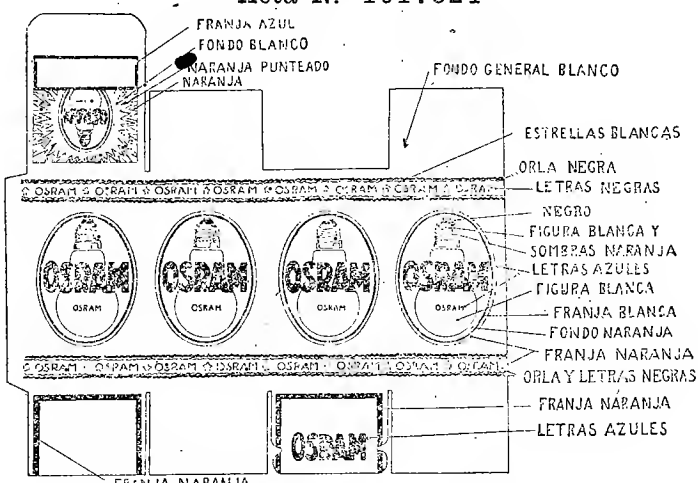 FRANJA AZUL
FONDO BLANCO
NARANJA PUNTEADO
NARANJA
FONDO GENERAL BLANCO
ESTRELLAS BLANCAS
ORLA NEGRA
OSRAM OSRAM OSRAM OSRAM OSRAM OSRAM OSRAM OSRAM
LETRAS NEGRAS
NEGRO
FIGURA BLANCA Y
SOMBRAS NARANJA
OSRAM OSRAM OSRAM OSRAM
LETRAS AZULES
FIGURA BLANCA
OSRAM OSRAM OSRAM OSRAM
FRANJA BLANCA
FONDO NARANJA
FRANJA NARANJA
OSRAM OSRAM OSRAM OSRAM OSRAM OSRAM OSRAM OSRAM
ORLA Y LETRAS NEGRAS
FRANJA NARANJA
OSRAM
LETRAS AZULES
FRANJA NARANJA